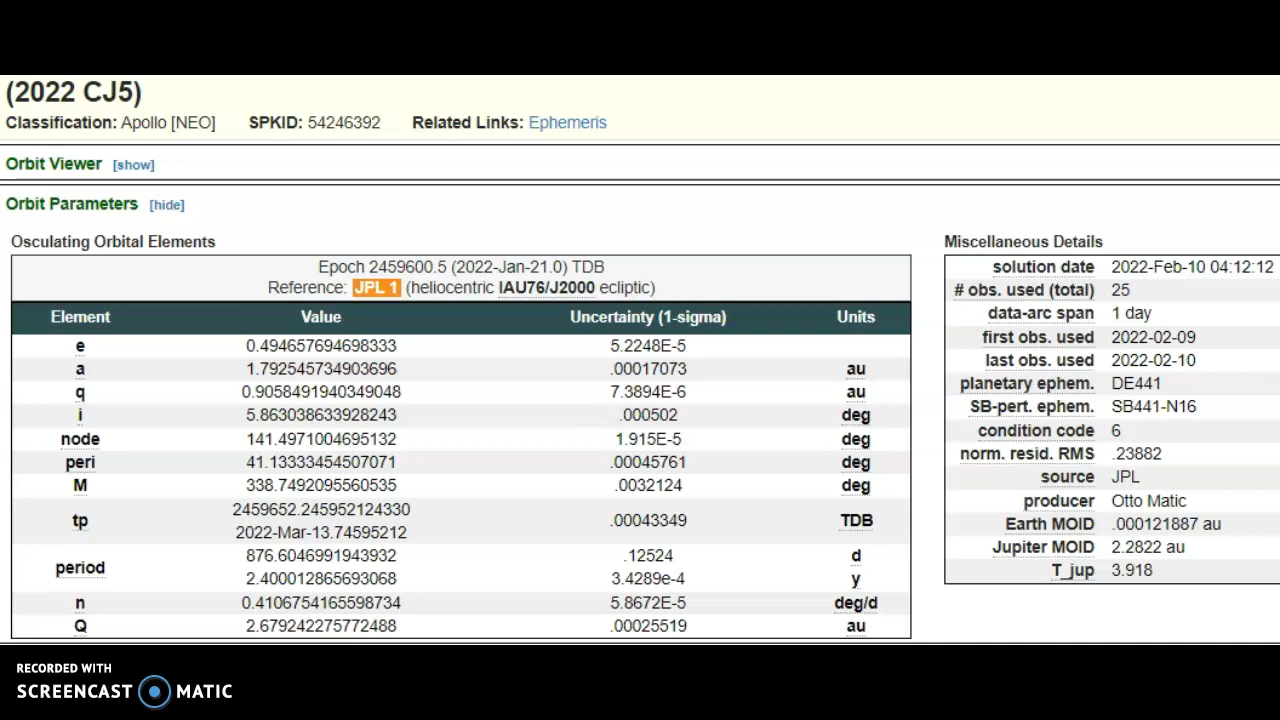 (2022 CJ5)
Classification: Apollo [NEO] SPKID: 54246392 Related Links: Ephemeris
Orbit Viewer [show]
Orbit Parameters [hide]
Osculating Orbital Elements
Epoch 2459600.5 (2022-Jan-21.0) TDB
Reference: JPL 1 (heliocentric IAU76/J2000 ecliptic)
Element Value Uncertainty (1-sigma) Units
e 0.494657694698333 5.2248E-5
a 1.792545734903696 .00017073 au
q 0.9058491940349048 7.3894E-6 au
i 5.863038633928243 .000502 deg
node 141.4971004695132 1.915E-5 deg
peri 41.13333454507071 .00045761 deg
M 338.7492095560535 .0032124 deg
tp 2459652.245952124330 .00043349 TDB
2022-Mar-13.74595212
period 876.6046991943932 .12524 d
2.400012865693068 3.4289e-4 y
n 0.4106754165598734 5.8672E-5 deg/d
Q 2.679242275772488 .00025519 au
Miscellaneous Details
solution date 2022-Feb-10 04:12:12
# obs. used (total) 25
data-arc span 1 day
first obs. used 2022-02-09
last obs. used 2022-02-10
planetary ephem. DE441
SB-pert. ephem. SB441-N16
condition code 6
norm. resid. RMS .23882
source JPL
producer Otto Matic
Earth MOID .000121887 au
Jupiter MOID 2.2822 au
T_jup 3.918
RECORDED WITH
SCREENCAST MATIC